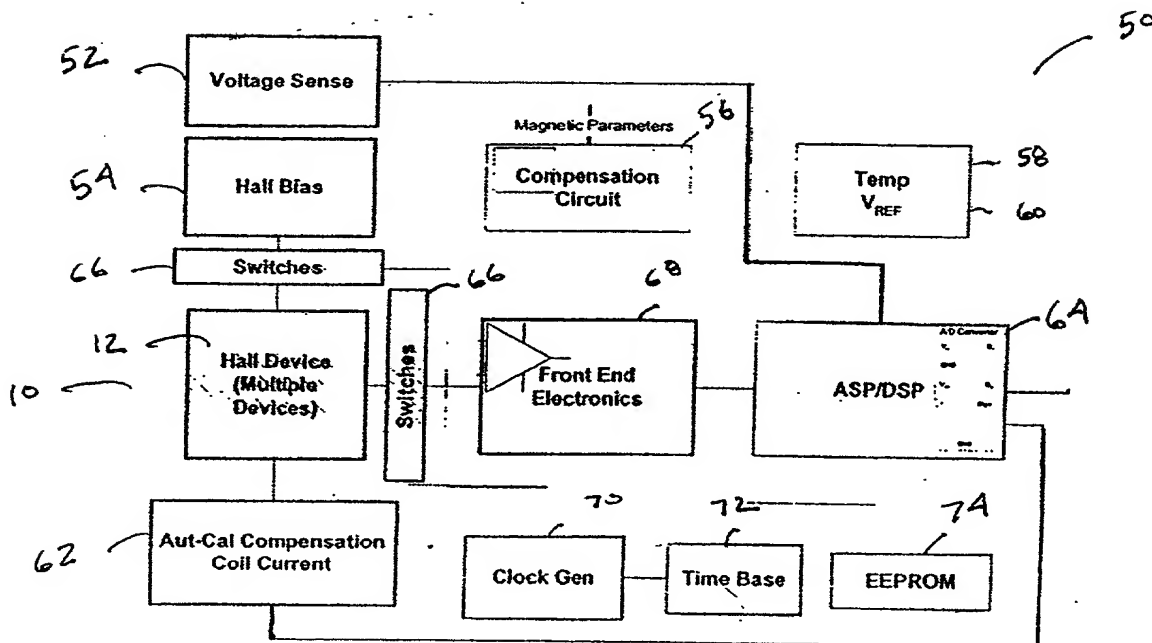 50
52
Voltage Sense
Magnetic Parameters
56
54
Hall Bias
Compensation
Circuit
Temp
VREF
58
60
66
Switches
66
68
64
12
10
Hall Device
(Multiple
Devices)
Switches
Front End
Electronics
ASP/DSP
A/D Converter
62
Aut-Cal Compensation
Coil Current
70
72
74
Clock Gen
Time Base
EEPROM